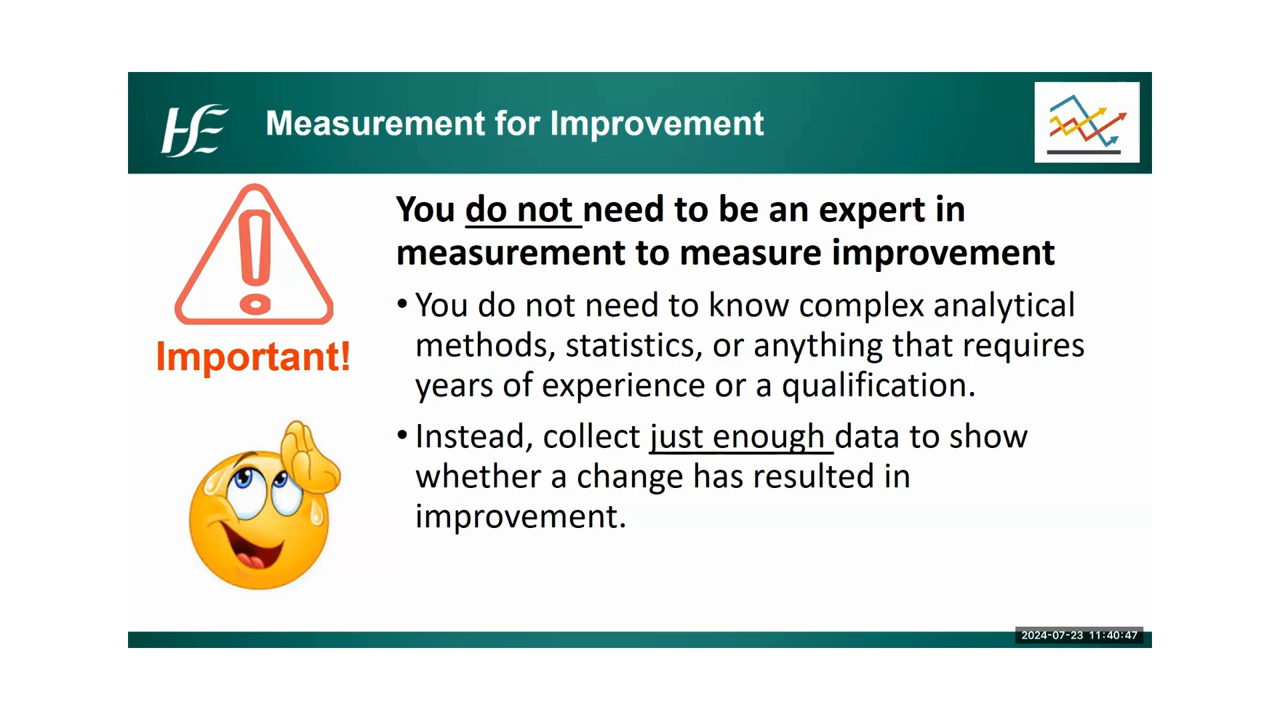 HSE
Measurement for Improvement
Important!
You do not need to be an expert in
measurement to measure improvement
•You do not need to know complex analytical
methods, statistics, or anything that requires
years of experience or a qualification.
•Instead, collect just enough data to show
whether a change has resulted in
improvement.
2024-07-23 11:40:47